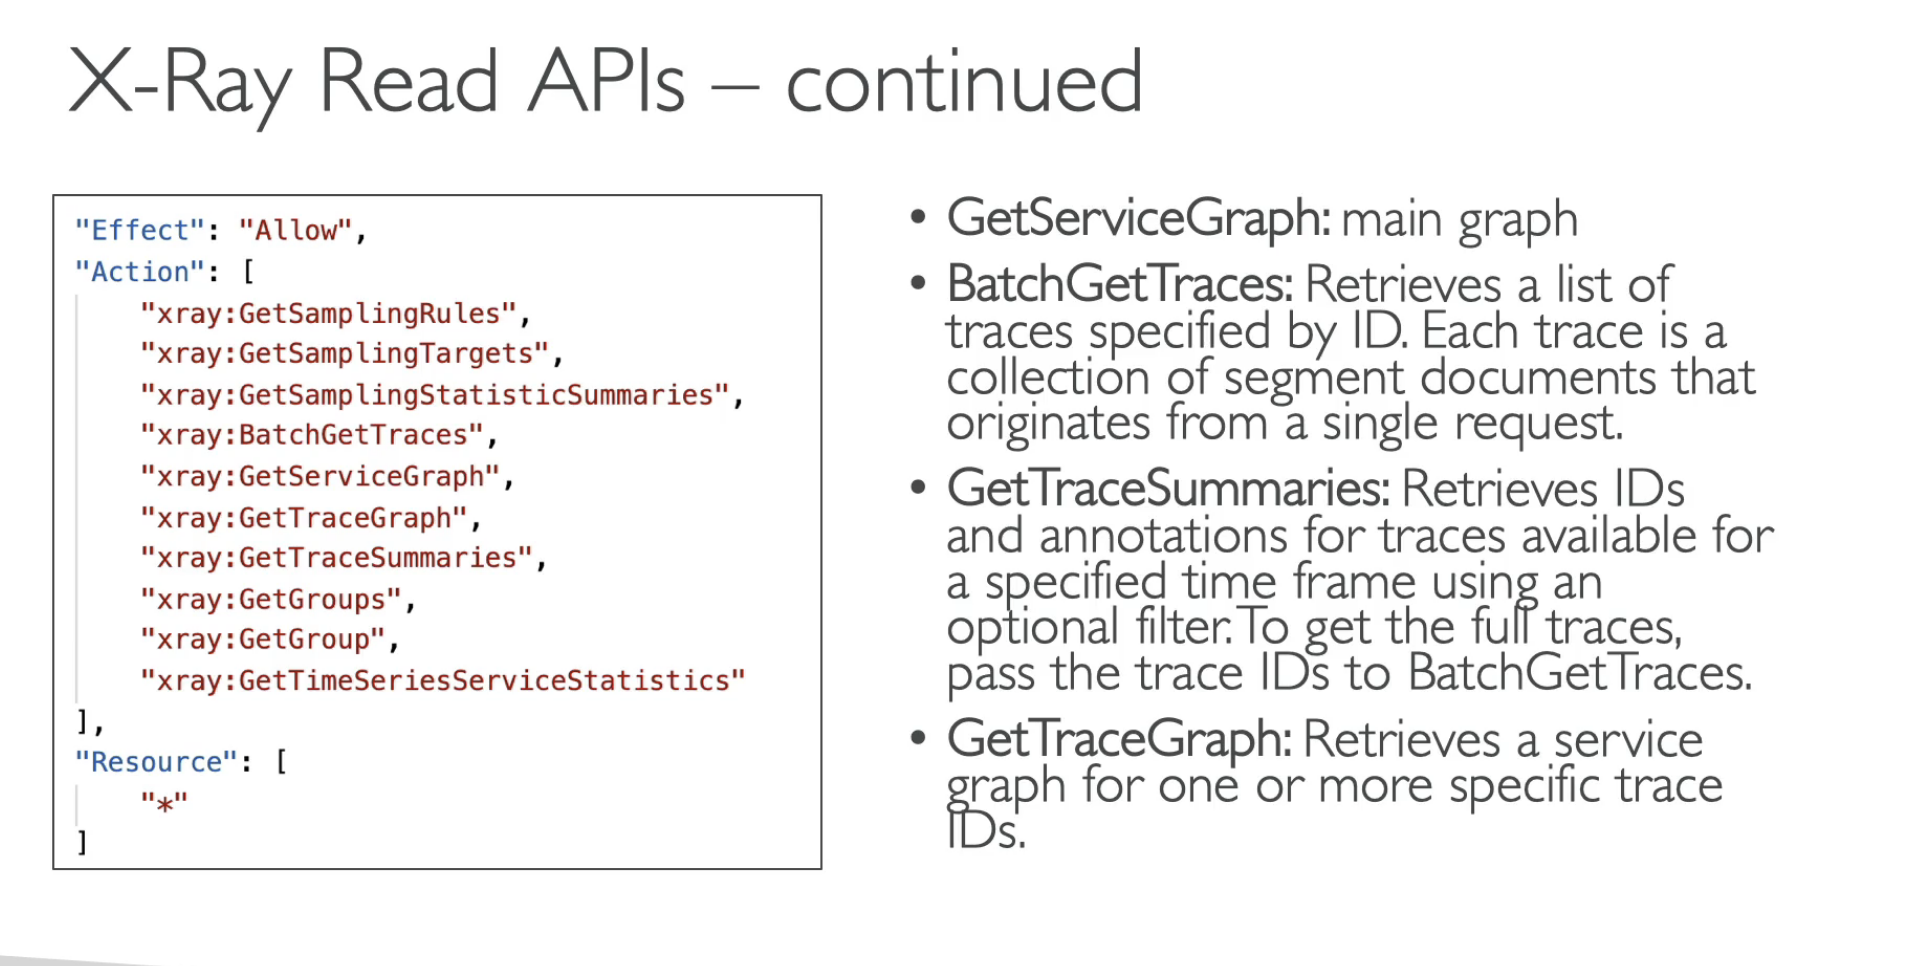 X-Ray Read APIs – continued
"Effect": "Allow",
"Action": [
"xray:GetSamplingRules",
"xray:GetSamplingTargets",
"xray:GetSamplingStatisticSummaries",
"xray:BatchGetTraces",
"xray:GetServiceGraph",
"xray:GetTraceGraph",
"xray:GetTraceSummaries",
"xray:GetGroups",
"xray:GetGroup",
"xray:GetTimeSeriesServiceStatistics"
],
"Resource": [
"*"
]
• GetServiceGraph: main graph
• BatchGetTraces: Retrieves a list of
traces specified by ID. Each trace is a
collection of segment documents that
originates from a single request.
• GetTraceSummaries: Retrieves IDs
and annotations for traces available for
a specified time frame using an
optional filter. To get the full traces,
pass the trace IDs to BatchGetTraces.
• GetTraceGraph: Retrieves a service
graph for one or more specific trace
IDs.